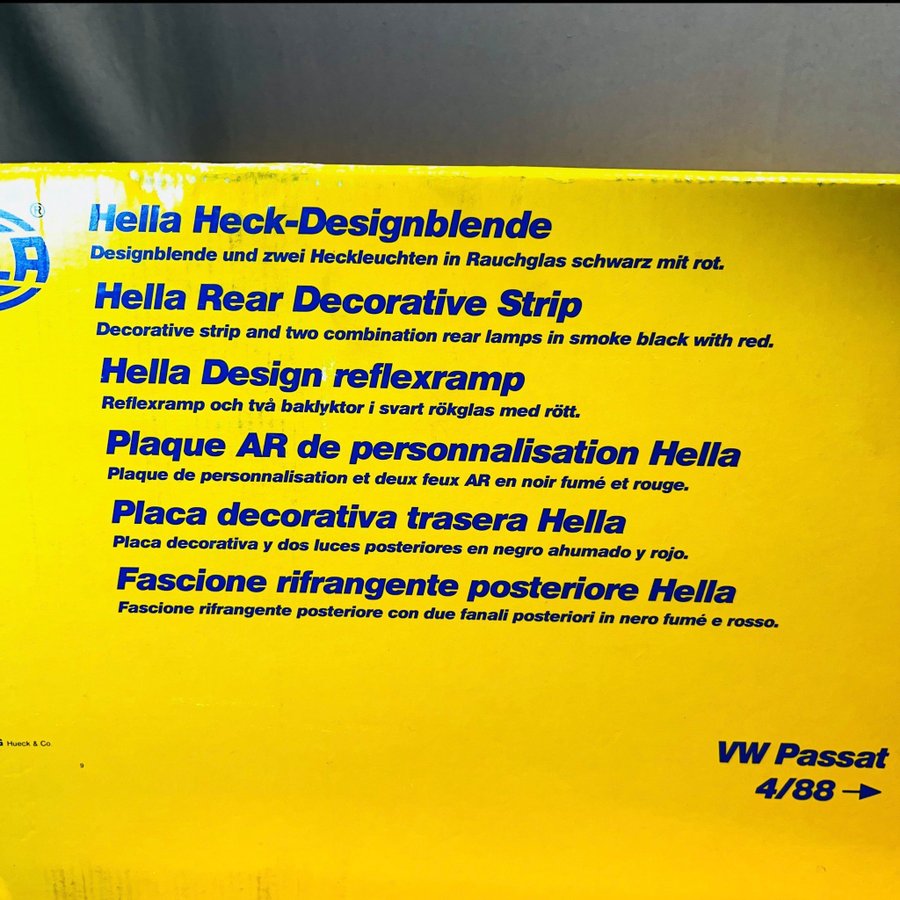 ®
Hella Heck-Designblende
Designblende und zwei Heckleuchten in Rauchglas schwarz mit rot.
Hella Rear Decorative Strip
Decorative strip and two combination rear lamps in smoke black with red.
Hella Design reflexramp
Reflexramp och två baklyktor i svart rökglas med rött.
Plaque AR de personnalisation Hella
Plaque de personnalisation et deux feux AR en noir fumé et rouge.
Placa decorativa trasera Hella
Placa decorativa y dos luces posteriores en negro ahumado y rojo.
Fascione rifrangente posteriore Hella
Fascione rifrangente posteriore con due fanali posteriori in nero fumé e rosso.
Hueck & Co.
9
VW Passat
4/88 →